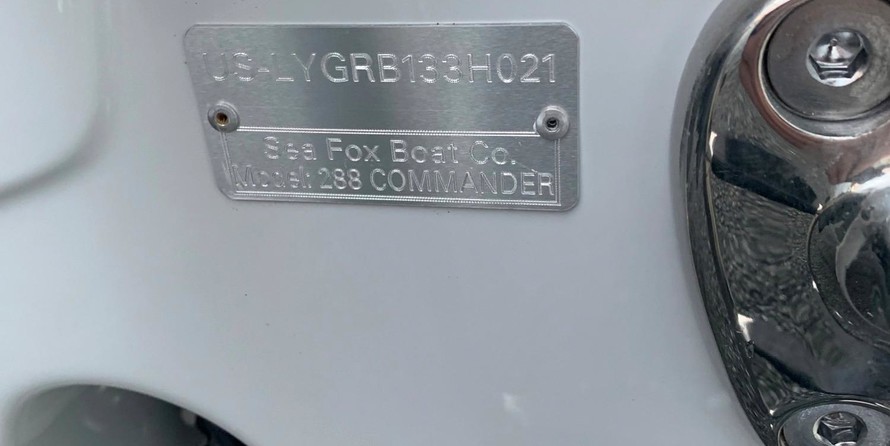 US-LYGRB133H021
Sea Fox Boat Co.
Model: 288 COMMANDER